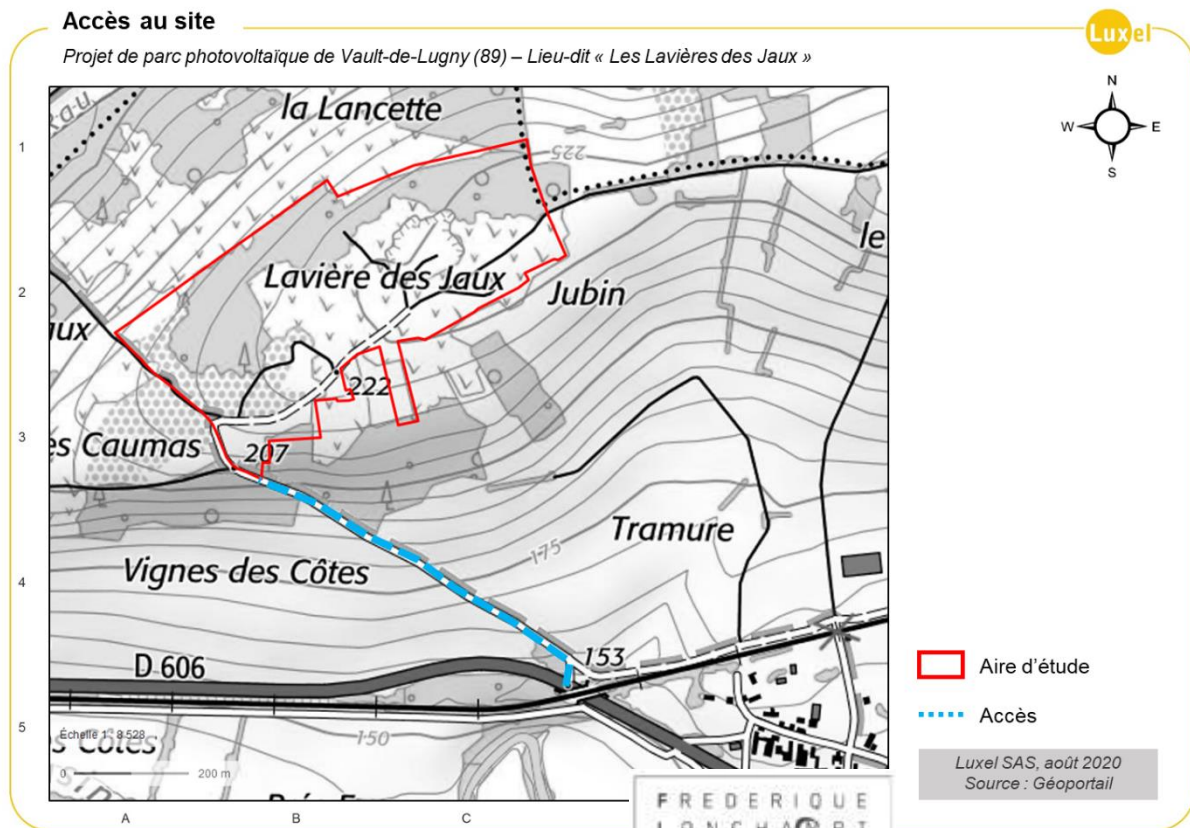 Accès au site
Luxel
Projet de parc photovoltaïque de Vault-de-Lugny (89) – Lieu-dit « Les Lavières des Jaux »
N
W E
S
la Lancette
225
1
le
Lavière des Jaux
Jubin
2
aux
222
es Caumas
207
3
Tramure
175
Vignes des Côtes
4
153
D 606
Aire d'étude
Accès
5
150
Échelle 1 : 8 528
es Côtes
0 200 m
Luxel SAS, août 2020
Source : Géoportail
FREDERIQUE
A B C